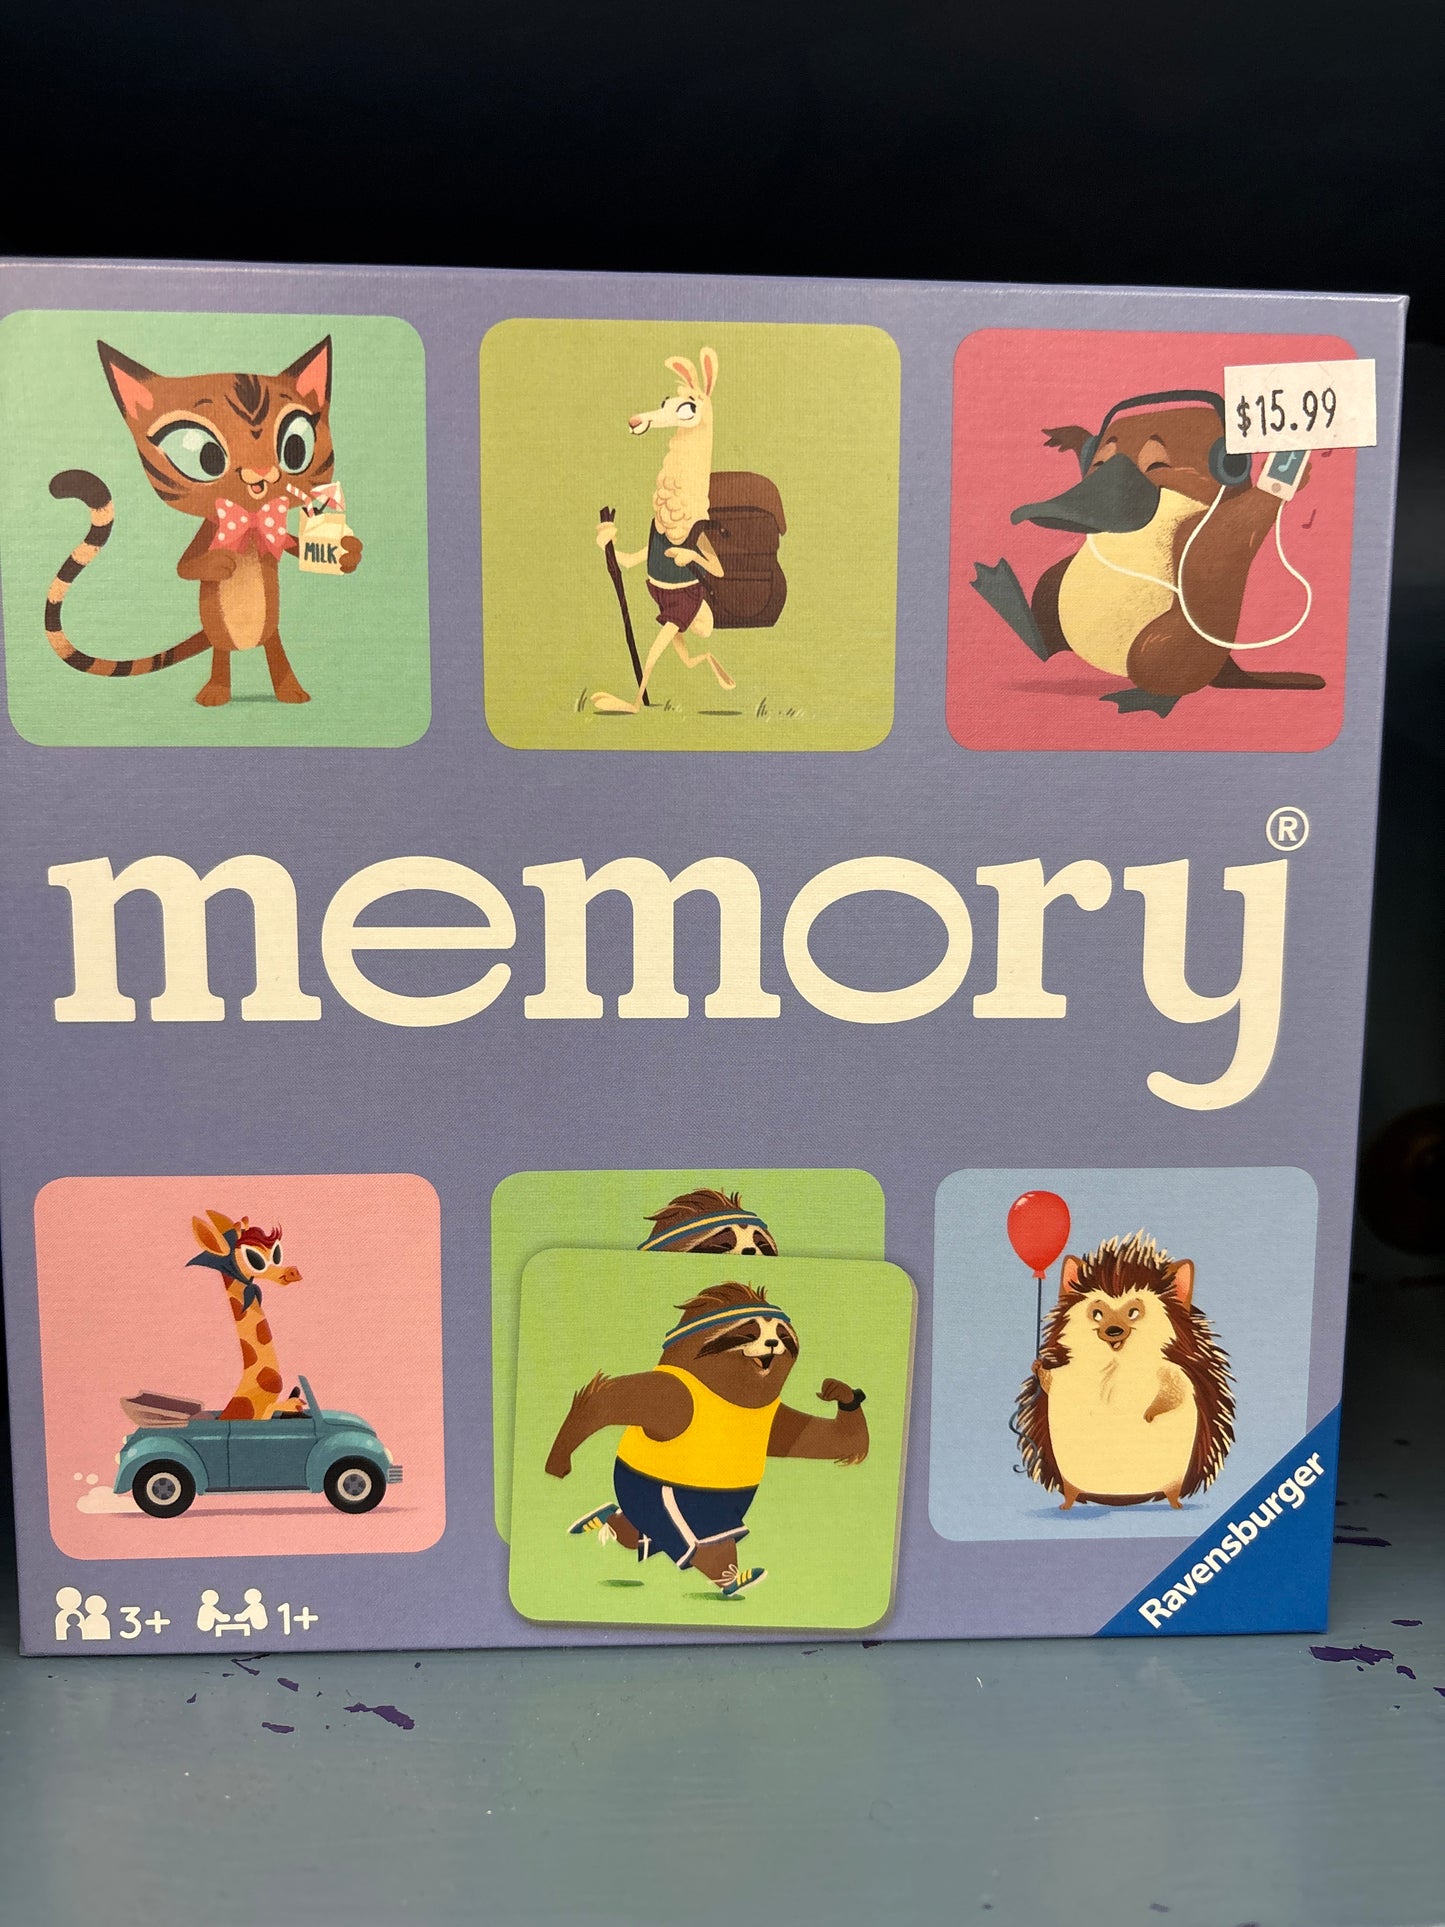 $15.99
MILK
memory®
3+ 1+
Ravensburger